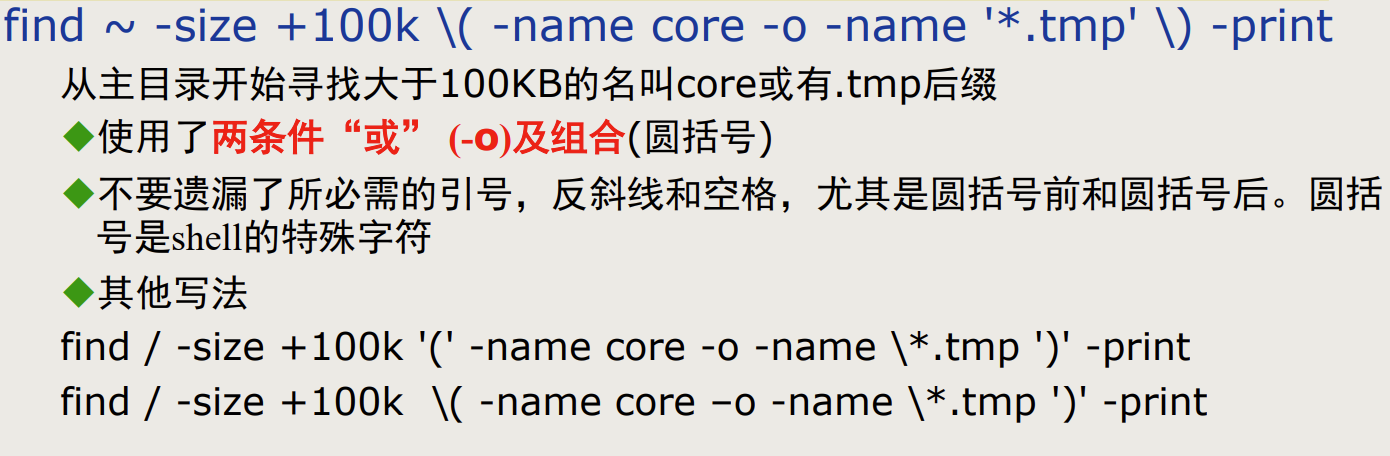 find ~ -size +100k \( -name core -o -name '*.tmp' \) -print
从主目录开始寻找大于100KB的名叫core或有.tmp后缀
◆使用了两条件“或” (-o)及组合(圆括号)
◆不要遗漏了所必需的引号，反斜线和空格，尤其是圆括号前和圆括号后。圆括
号是shell的特殊字符
◆其他写法
find / -size +100k '(' -name core -o -name \*.tmp ')' -print
find / -size +100k  \( -name core –o -name \*.tmp ')' -print